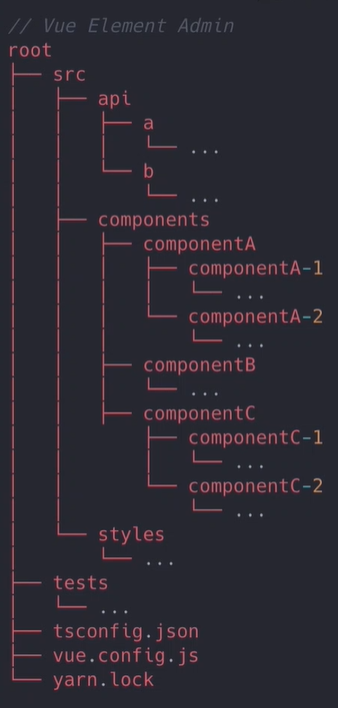 // Vue Element Admin
root
├── src
│   ├── api
│   │   ├── a
│   │   │   └── ...
│   │   └── b
│   │       └── ...
│   ├── components
│   │   ├── componentA
│   │   │   ├── componentA-1
│   │   │   │   └── ...
│   │   │   └── componentA-2
│   │   │       └── ...
│   │   ├── componentB
│   │   │   └── ...
│   │   ├── componentC
│   │       ├── componentC-1
│   │       │   └── ...
│   │       └── componentC-2
│   │           └── ...
│   └── styles
│       └── ...
├── tests
│   └── ...
├── tsconfig.json
├── vue.config.js
└── yarn.lock